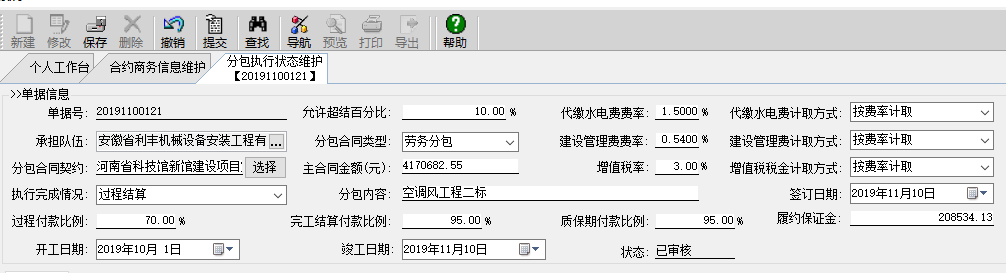 新建 修改 保存 删除 撤销 提交 查找 导航 预览 打印 导出 帮助
个人工作台 合约商务信息维护 分包执行状态维护
【20191100121】
>>单据信息
单据号: 20191100121 允许超结百分比: 10.00 % 代缴水电费费率: 1.5000 % 代缴水电费计取方式: 按费率计取
承担队伍: 安徽省利丰机械设备安装工程有 ... 分包合同类型: 劳务分包 建设管理费费率: 0.5400 % 建设管理费计取方式: 按费率计取
分包合同契约: 河南省科技馆新馆建设项目 选择 主合同金额(元): 4170682.55 增值税率: 3.00 % 增值税税金计取方式: 按费率计取
执行完成情况: 过程结算 分包内容: 空调风工程二标 签订日期: 2019年11月10日
过程付款比例: 70.00 % 完工结算付款比例: 95.00 % 质保期付款比例: 95.00 % 履约保证金: 208534.13
开工日期: 2019年10月 1日 竣工日期: 2019年11月10日 状态: 已审核